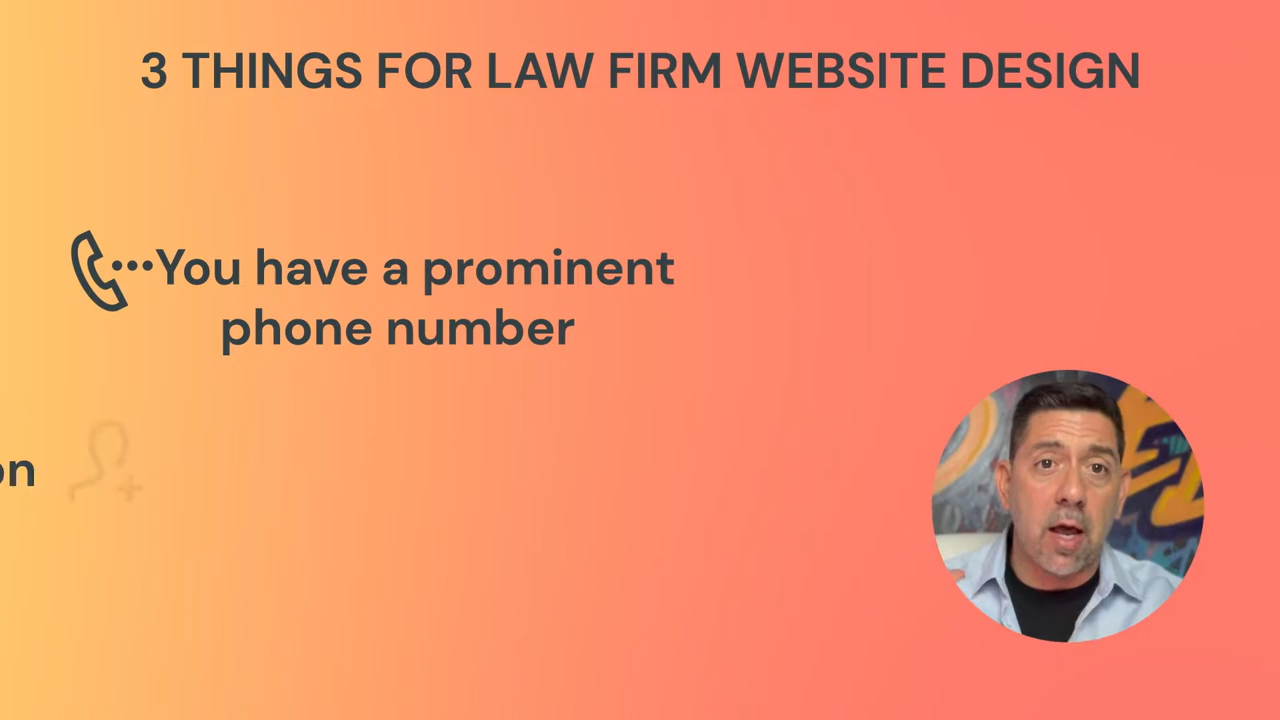 3 THINGS FOR LAW FIRM WEBSITE DESIGN
You have a prominent
phone number
on